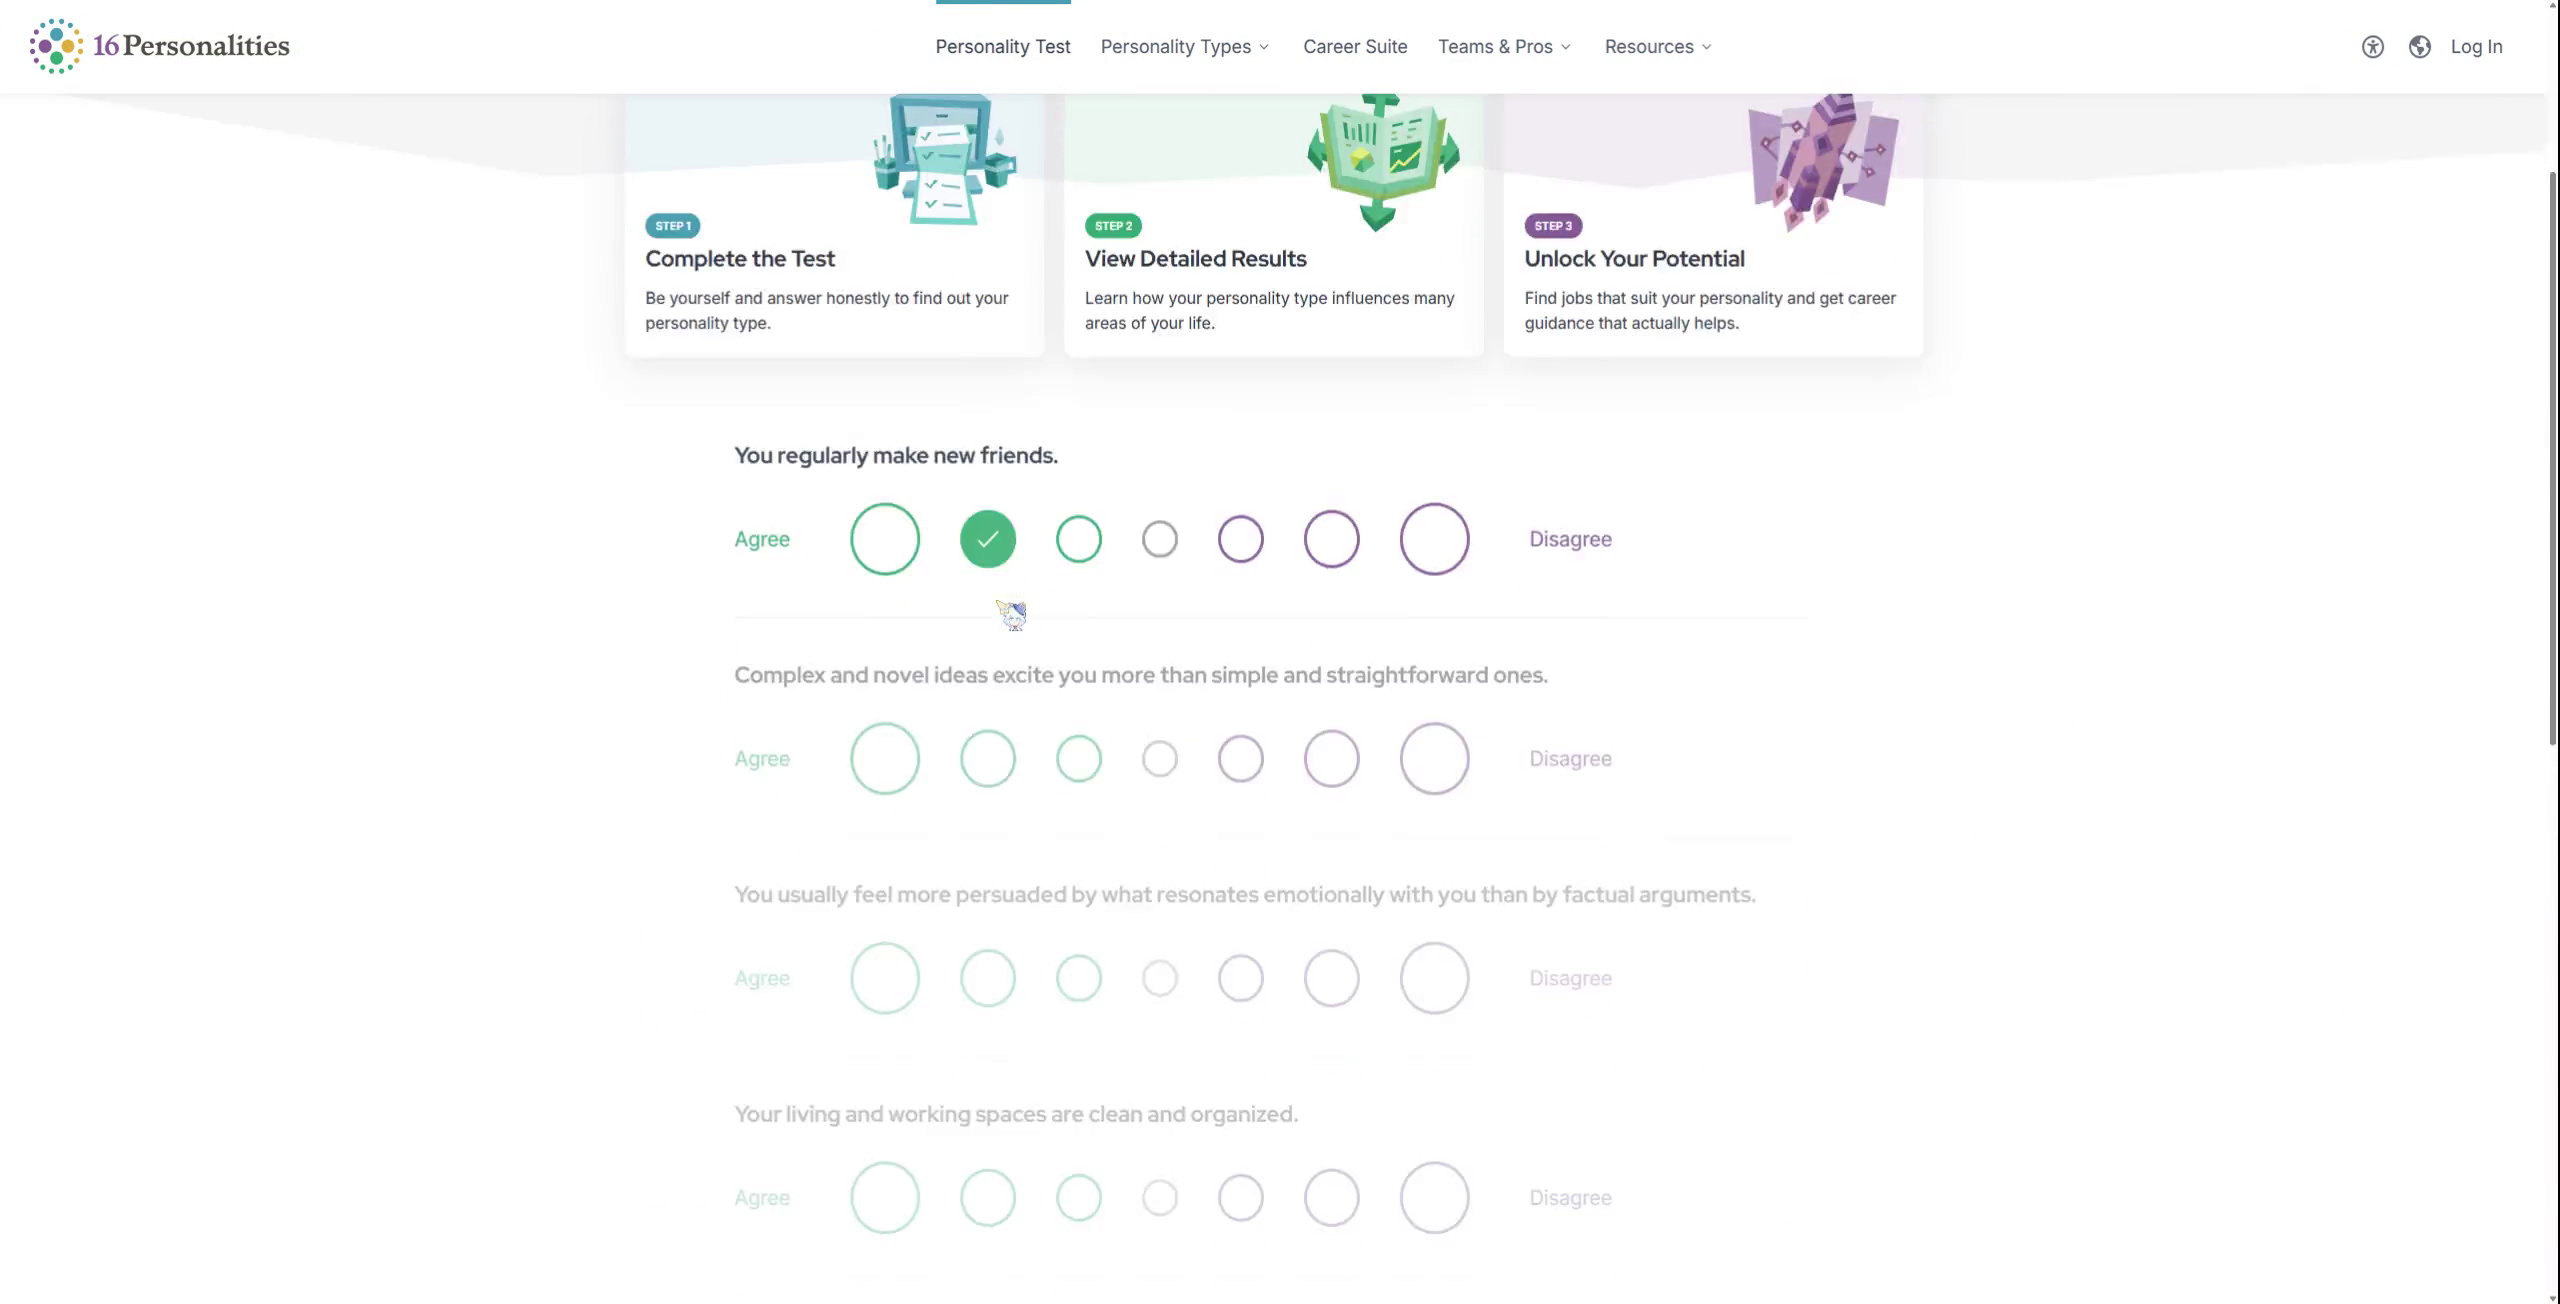 16Personalities
Personality Test
Personality Types
Career Suite
Teams & Pros
Resources
Log In
STEP 1
Complete the Test
Be yourself and answer honestly to find out your
personality type.
STEP 2
View Detailed Results
Learn how your personality type influences many
areas of your life.
STEP 3
Unlock Your Potential
Find jobs that suit your personality and get career
guidance that actually helps.
You regularly make new friends.
Agree
Disagree
Complex and novel ideas excite you more than simple and straightforward ones.
Agree
Disagree
You usually feel more persuaded by what resonates emotionally with you than by factual arguments.
Agree
Disagree
Your living and working spaces are clean and organized.
Agree
Disagree